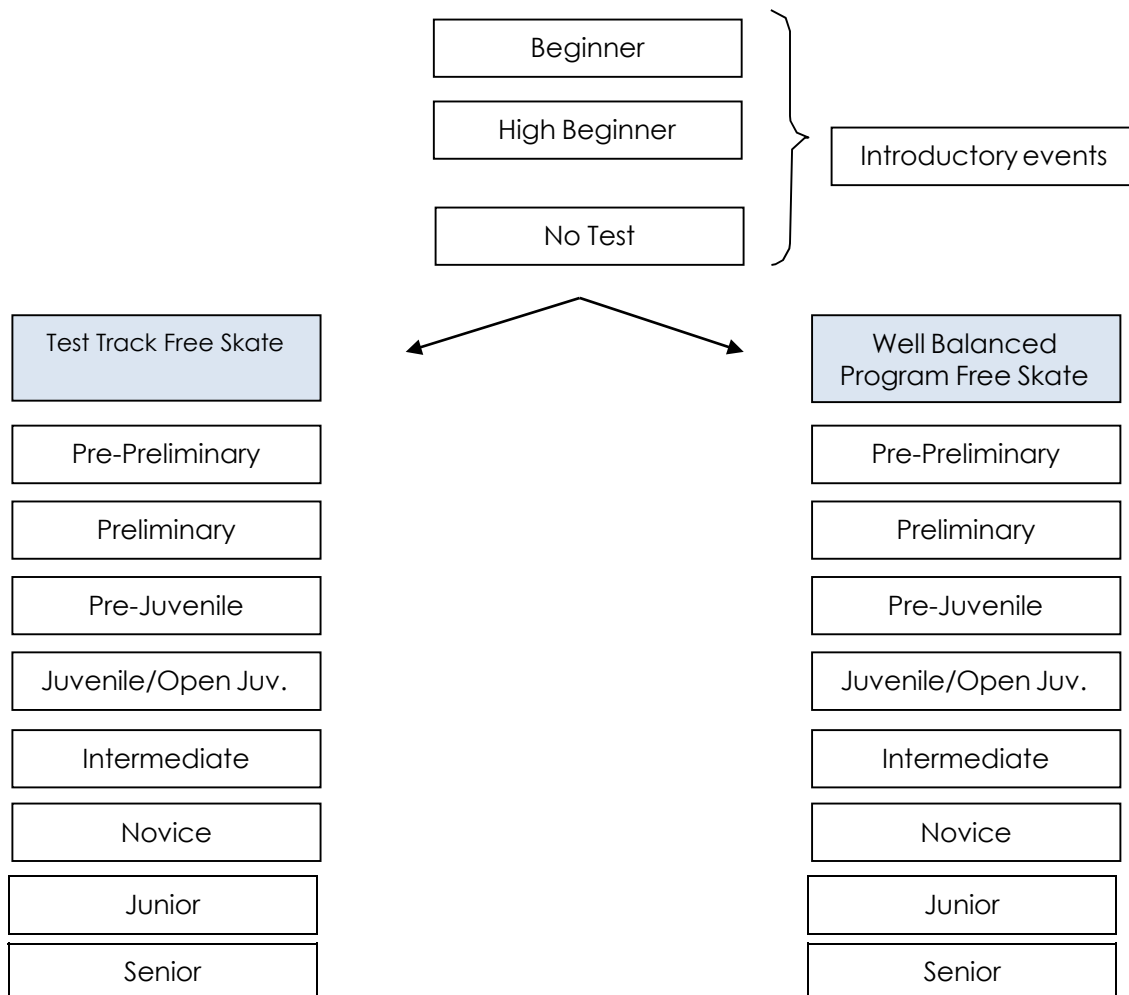 Beginner
High Beginner
Introductory events
No Test
Test Track Free Skate
Well Balanced
Program Free Skate
Pre-Preliminary
Pre-Preliminary
Preliminary
Preliminary
Pre-Juvenile
Pre-Juvenile
Juvenile/Open Juv.
Juvenile/Open Juv.
Intermediate
Intermediate
Novice
Novice
Junior
Junior
Senior
Senior